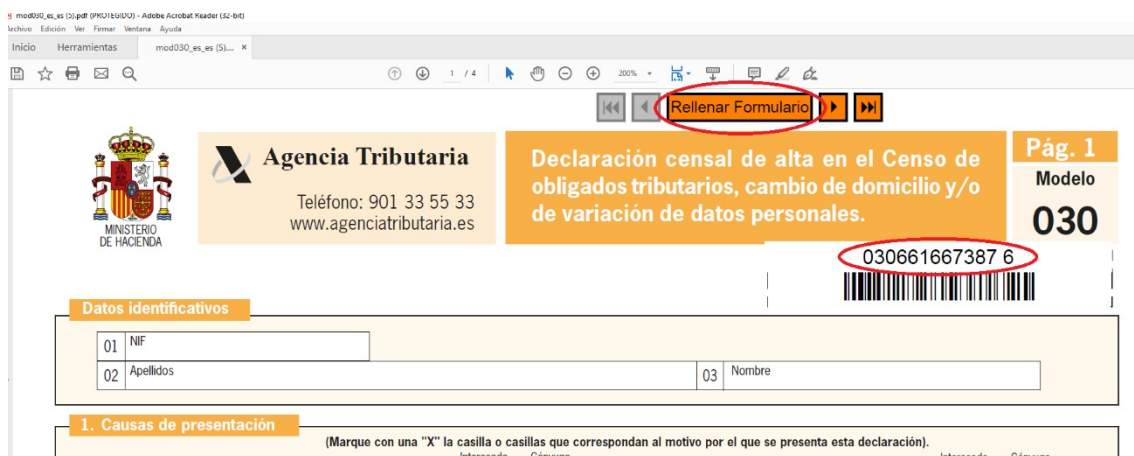 mod030_es_es (5).pdf (PROTEGIDO) - Adobe Acrobat Reader (32-bit)
Archivo Edición Ver Firmar Ventana Ayuda
Inicio Herramientas mod030_es_es (5)... ×
1 / 4 200%
Rellenar Formulario
MINISTERIO
DE HACIENDA
Agencia Tributaria
Teléfono: 901 33 55 33
www.agenciatributaria.es
Declaración censal de alta en el Censo de
obligados tributarios, cambio de domicilio y/o
de variación de datos personales.
Pág. 1
Modelo
030
030661667387 6
Datos identificativos
01 NIF
02 Apellidos 03 Nombre
1. Causas de presentación
(Marque con una "X" la casilla o casillas que correspondan al motivo por el que se presenta esta declaración).